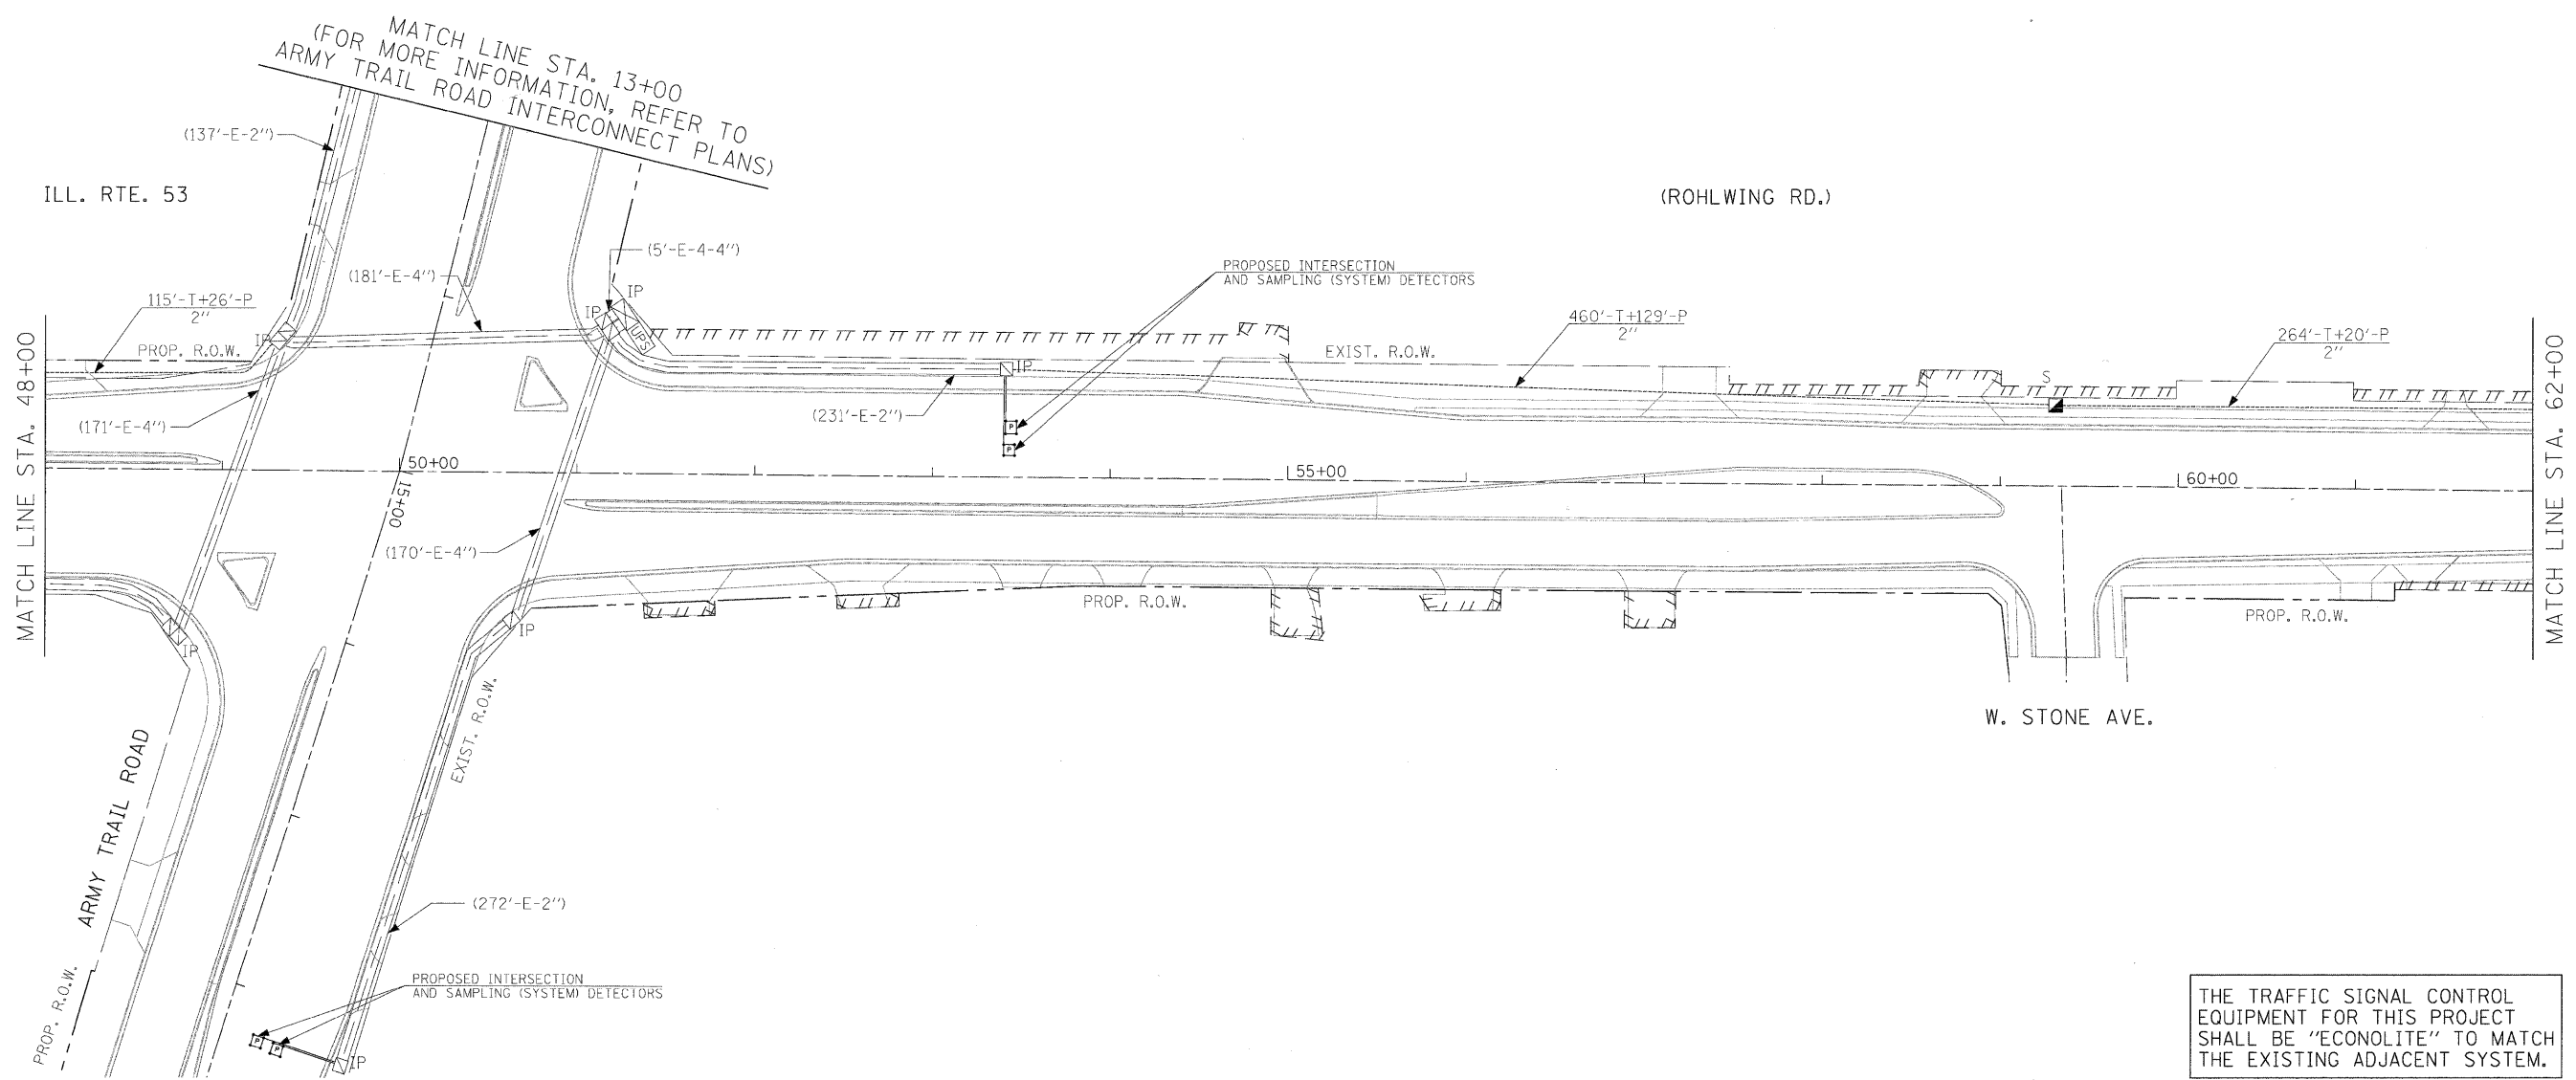 MATCH LINE STA. 13+00
(FOR MORE INFORMATION, REFER TO
ARMY TRAIL ROAD INTERCONNECT PLANS)
(137'-E-2")
ILL. RTE. 53
(ROHLWING RD.)
(5'-E-4-4")
(181'-E-4")
PROPOSED INTERSECTION
AND SAMPLING (SYSTEM) DETECTORS
115'-T+26'-P
2"
IP
IP
IP
UPS
460'-T+129'-P
2"
264'-T+20'-P
2"
MATCH LINE STA. 48+00
PROP. R.O.W.
EXIST. R.O.W.
IP
S
MATCH LINE STA. 62+00
(171'-E-4")
(231'-E-2")
P
P
50+00
15+00
55+00
60+00
(170'-E-4")
PROP. R.O.W.
PROP. R.O.W.
IP
IP
EXIST. R.O.W.
W. STONE AVE.
ARMY TRAIL ROAD
(272'-E-2")
PROP. R.O.W.
PROPOSED INTERSECTION
AND SAMPLING (SYSTEM) DETECTORS
P
P
IP
THE TRAFFIC SIGNAL CONTROL
EQUIPMENT FOR THIS PROJECT
SHALL BE "ECONOLITE" TO MATCH
THE EXISTING ADJACENT SYSTEM.